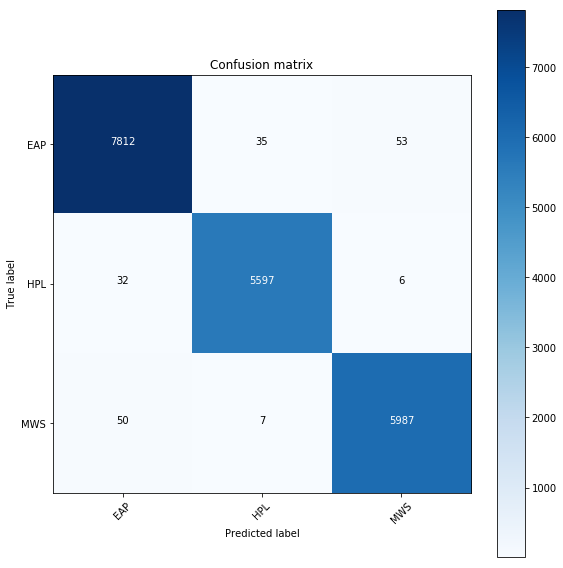 Confusion matrix
EAP 7812 35 53
HPL 32 5597 6
MWS 50 7 5987
EAP HPL MWS
True label
Predicted label
7000
6000
5000
4000
3000
2000
1000